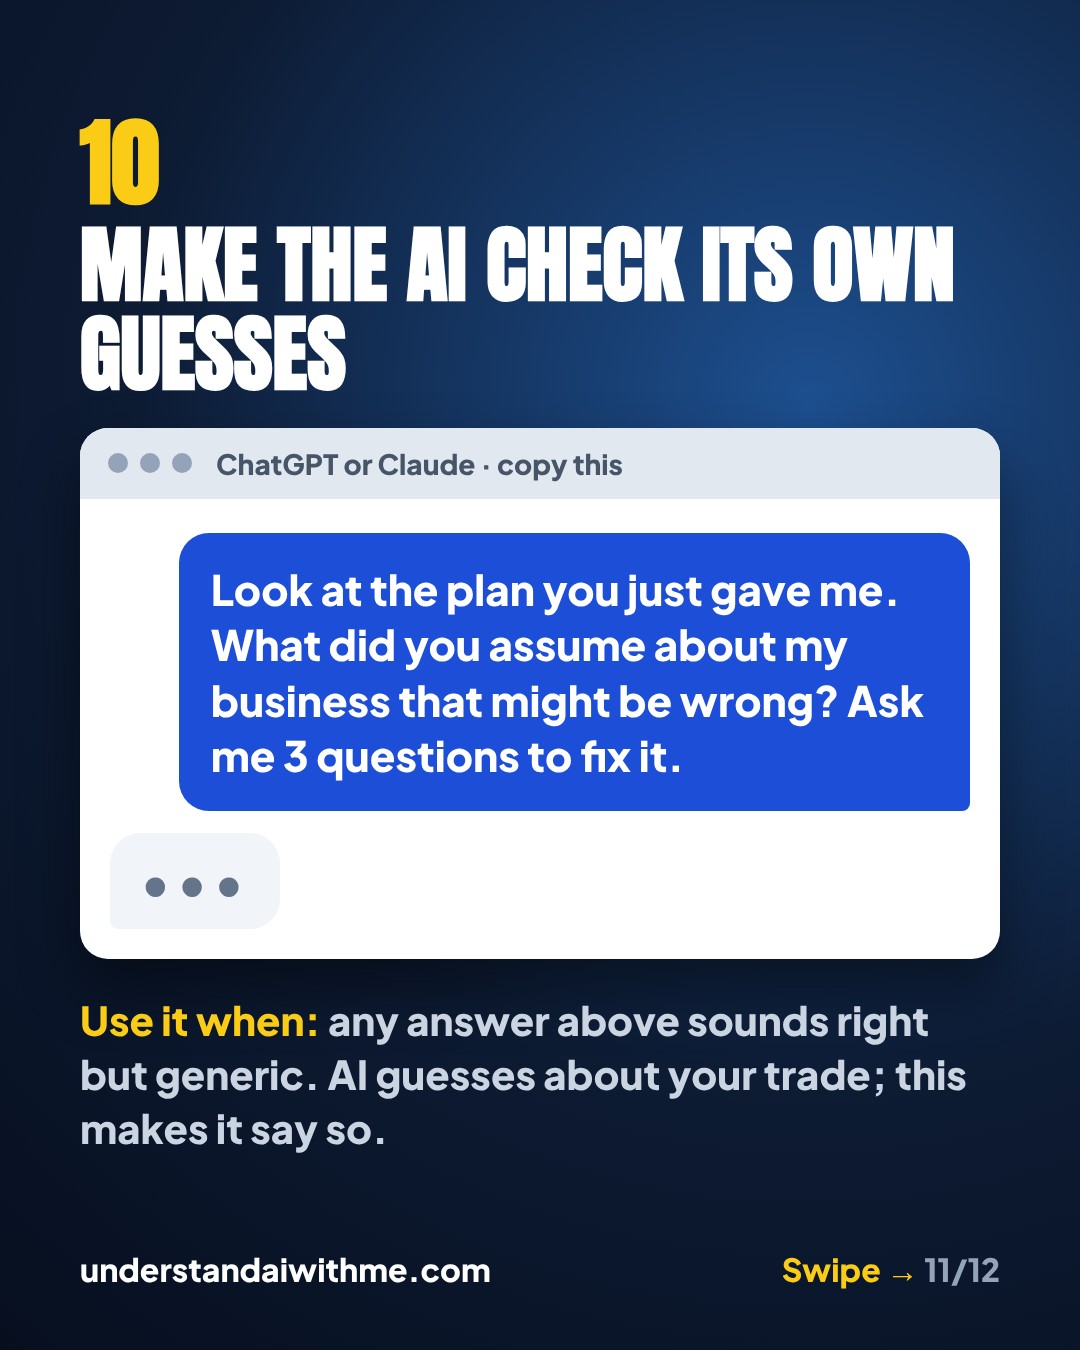 10
MAKE THE AI CHECK ITS OWN
GUESSES
ChatGPT or Claude · copy this
Look at the plan you just gave me.
What did you assume about my
business that might be wrong? Ask
me 3 questions to fix it.
Use it when: any answer above sounds right
but generic. AI guesses about your trade; this
makes it say so.
understandaiwithme.com
Swipe → 11/12